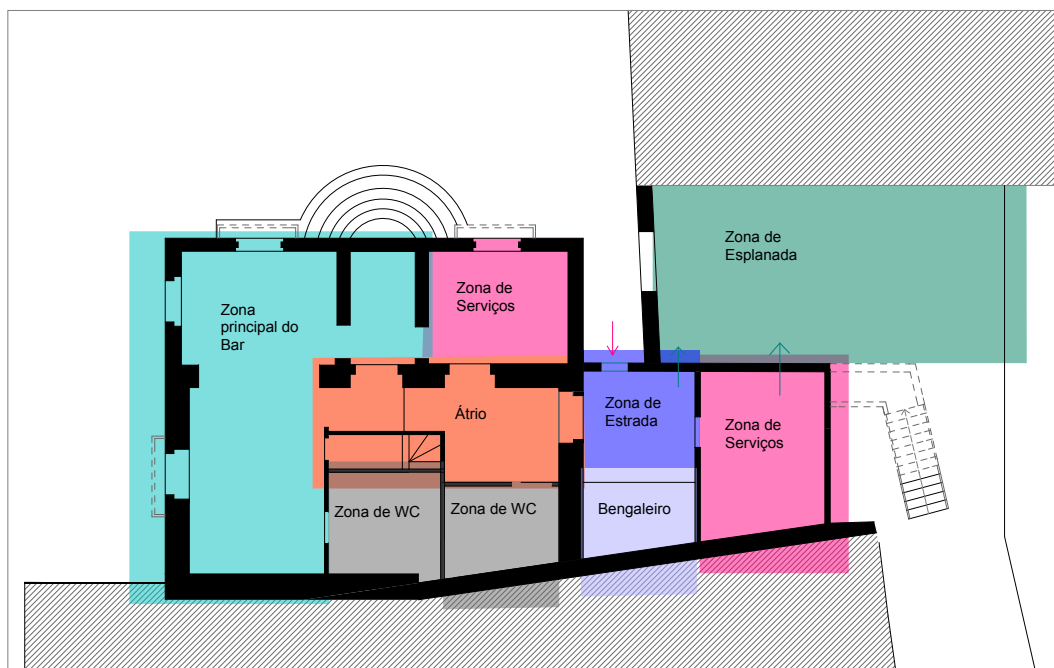 Zona de
Esplanada
Zona
principal do
Bar
Zona de
Serviços
Átrio
Zona de
Estrada
Zona de
Serviços
Zona de WC
Zona de WC
Bengaleiro